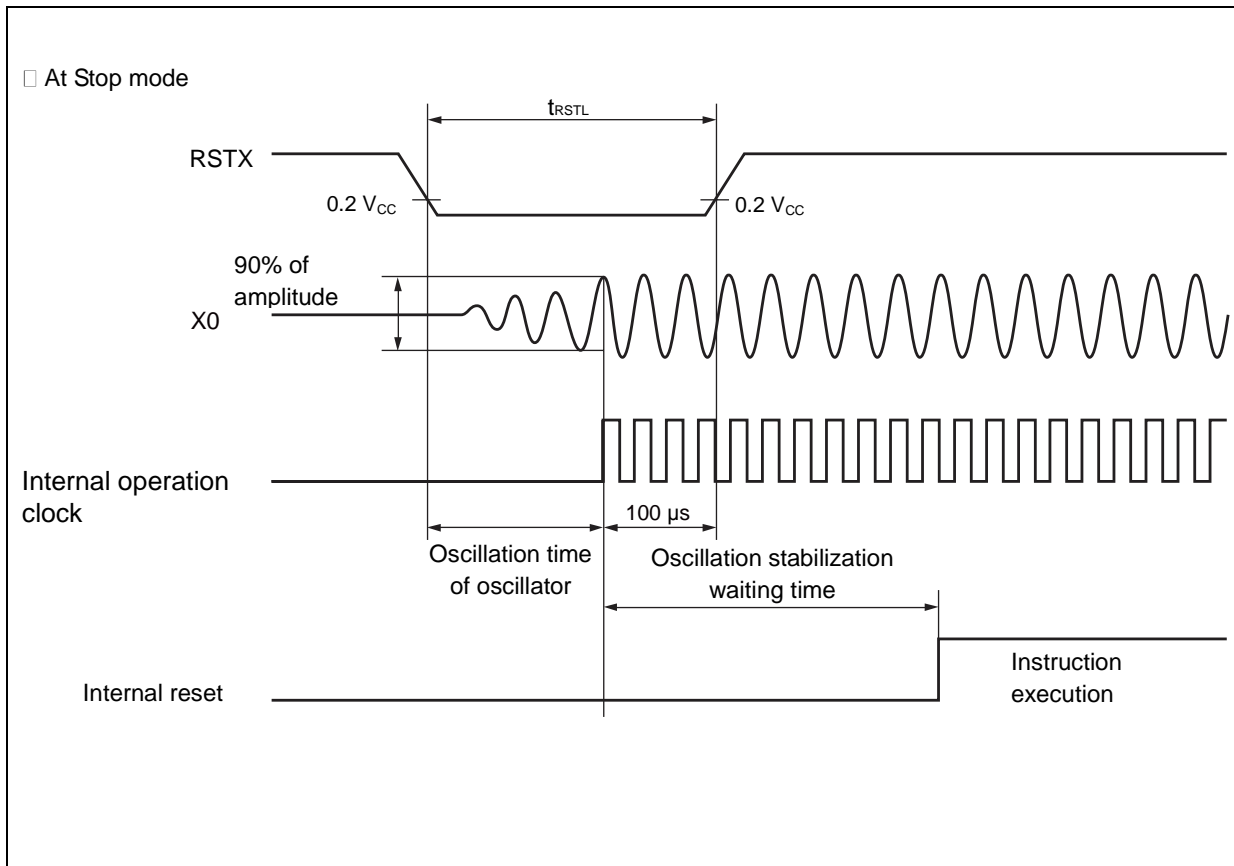 At Stop mode
tRSTL
RSTX
0.2 VCC
0.2 VCC
90% of
amplitude
X0
Internal operation
clock
100 µs
Oscillation time
of oscillator
Oscillation stabilization
waiting time
Internal reset
Instruction
execution